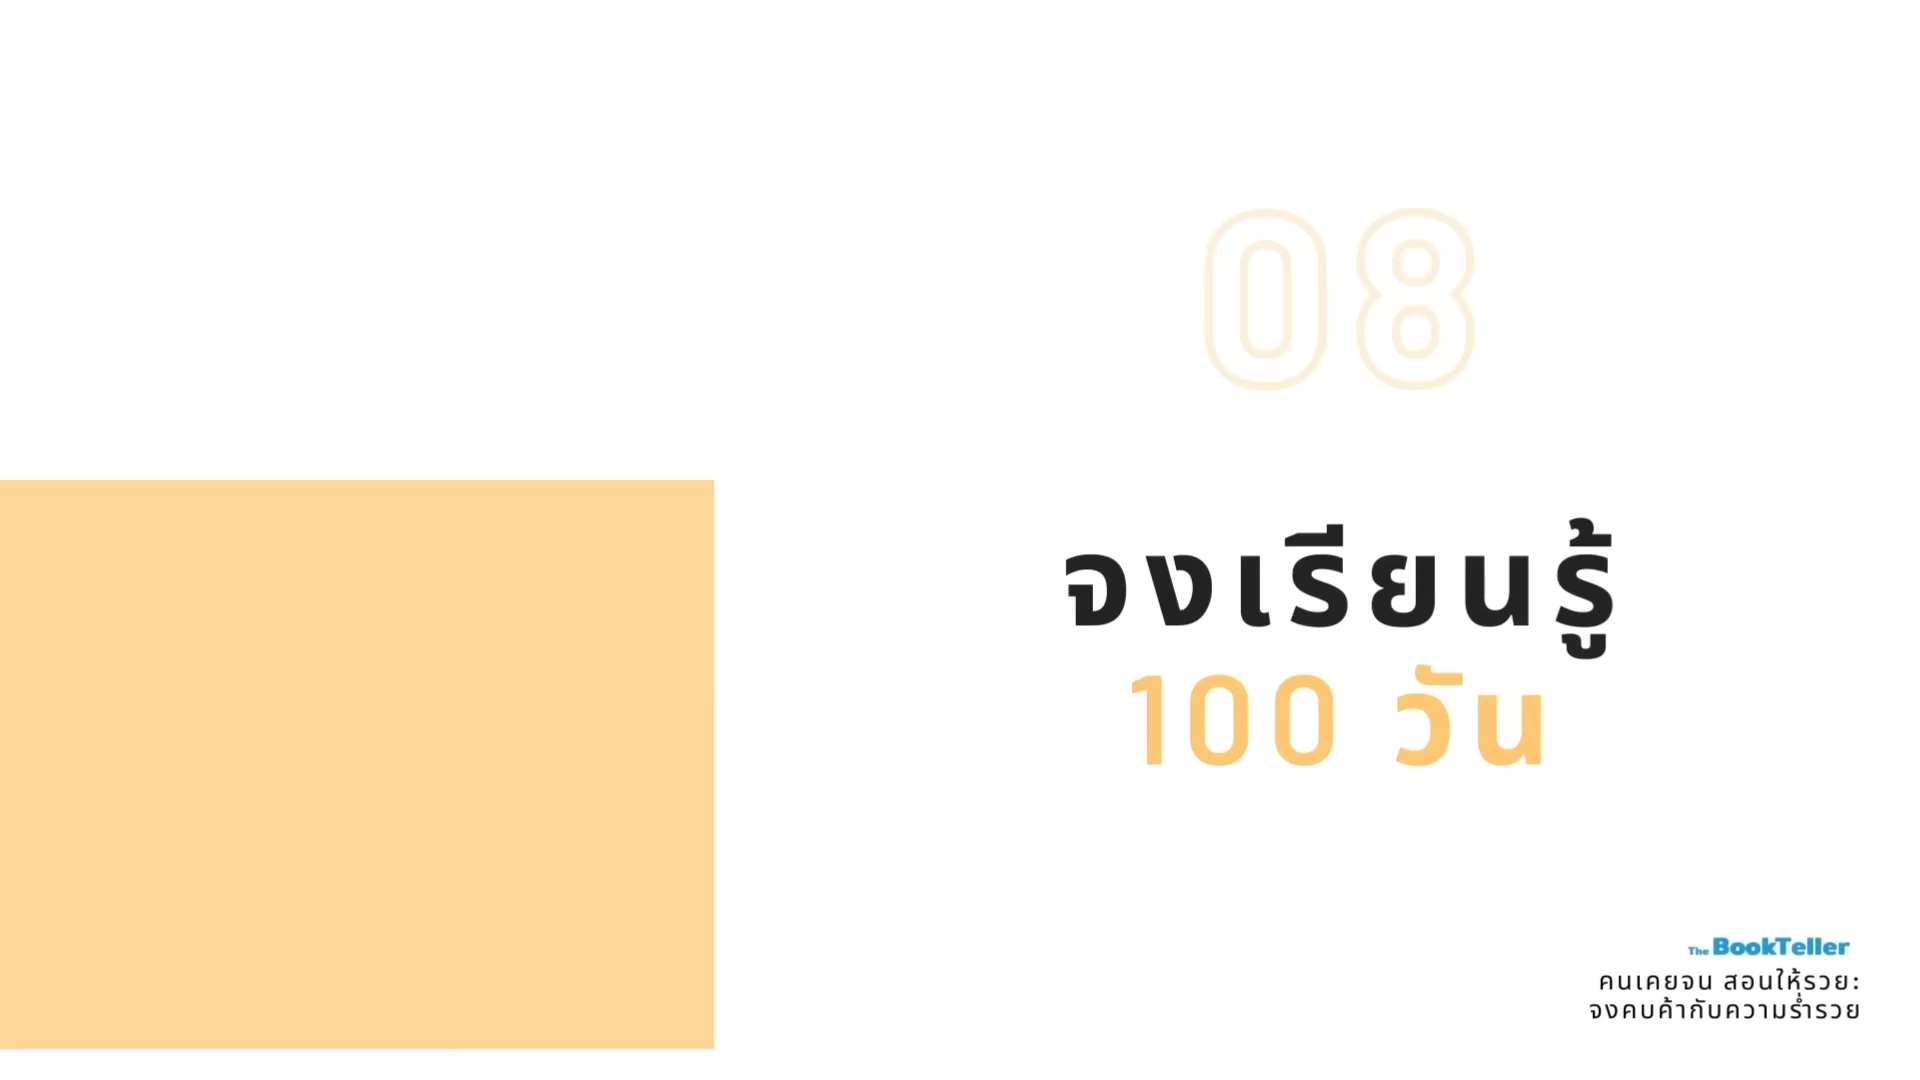 08
จงเรียนรู้
100 วัน
The BookTeller
คนเคยจน สอนให้รวย:
จงคบค้ากับความร่ำรวย